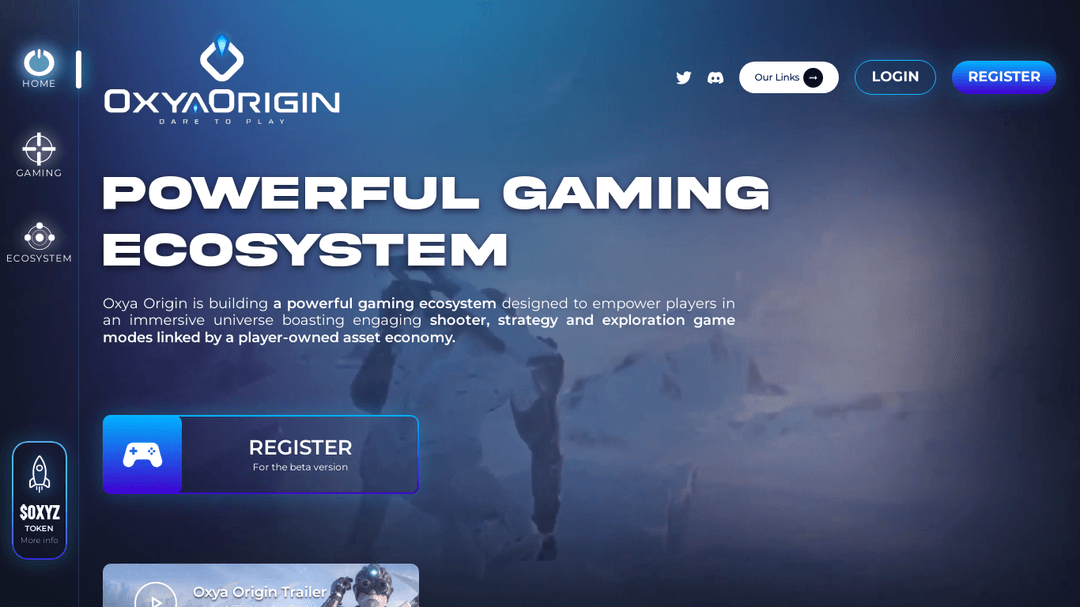 HOME
GAMING
ECOSYSTEM
$OXYZ
TOKEN
More info
OXYAORIGIN
DARE TO PLAY
Our Links
LOGIN
REGISTER
POWERFUL GAMING
ECOSYSTEM
Oxya Origin is building a powerful gaming ecosystem designed to empower players in
an immersive universe boasting engaging shooter, strategy and exploration game
modes linked by a player-owned asset economy.
REGISTER
For the beta version
Oxya Origin Trailer